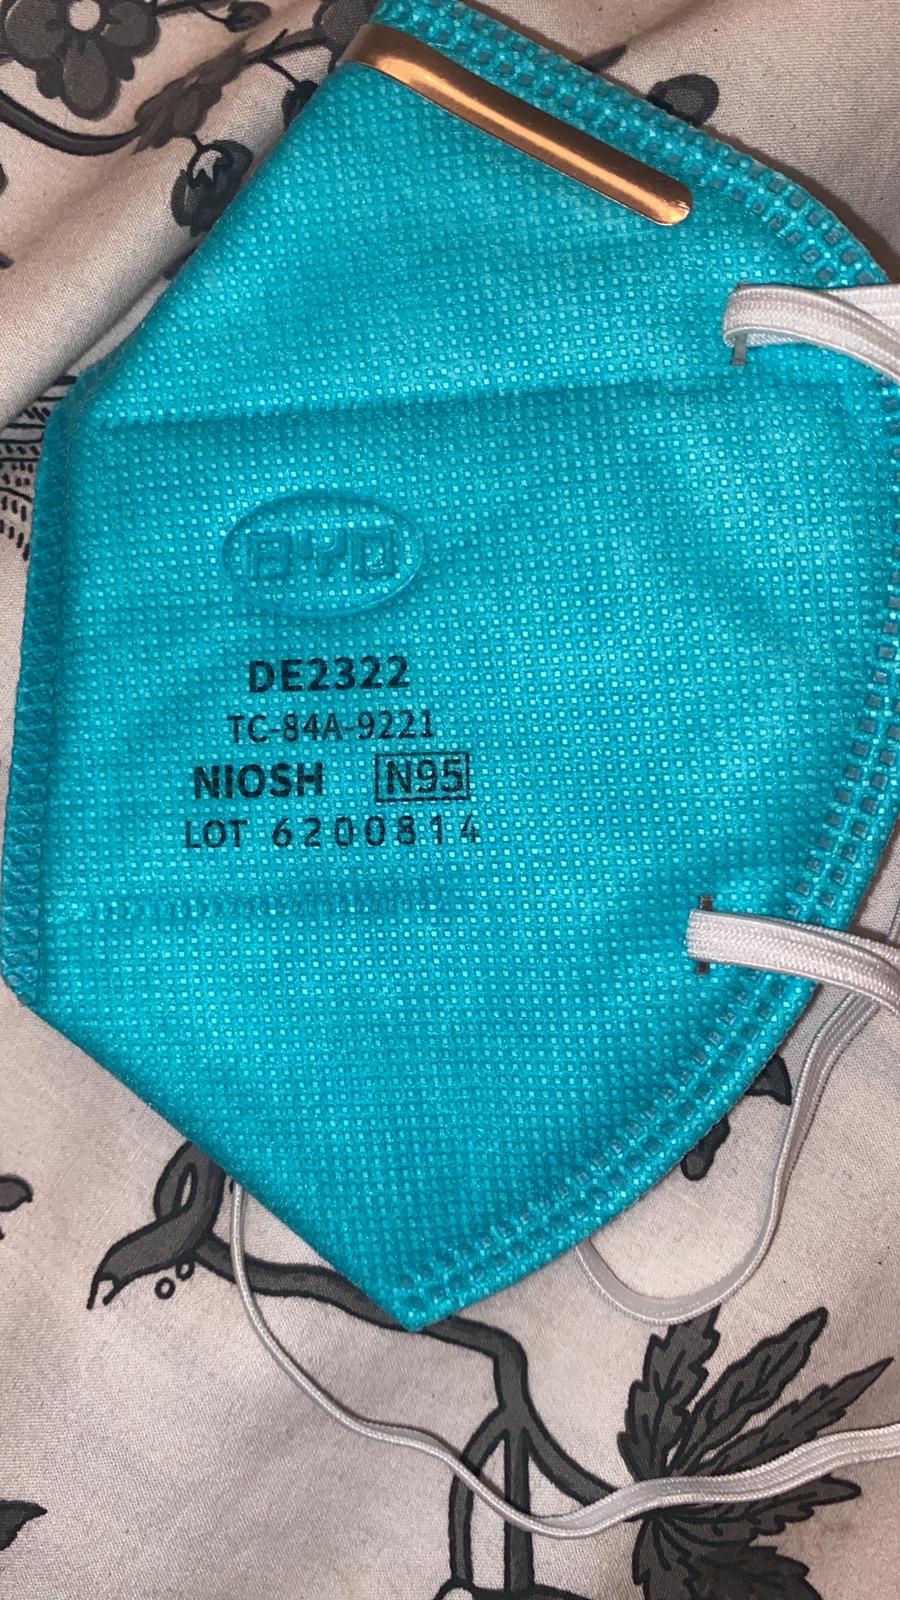 BYD
DE2322
TC-84A-9221
NIOSH N95
LOT 6200814